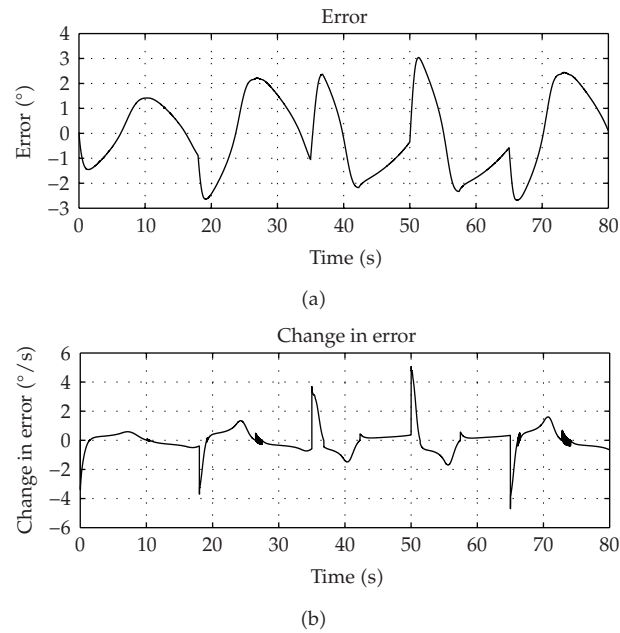 Error
4
3
2
1
0
−1
−2
−3
Error (°)
0 10 20 30 40 50 60 70 80
Time (s)
(a)
Change in error
6
4
2
0
−2
−4
−6
Change in error (°/s)
0 10 20 30 40 50 60 70 80
Time (s)
(b)